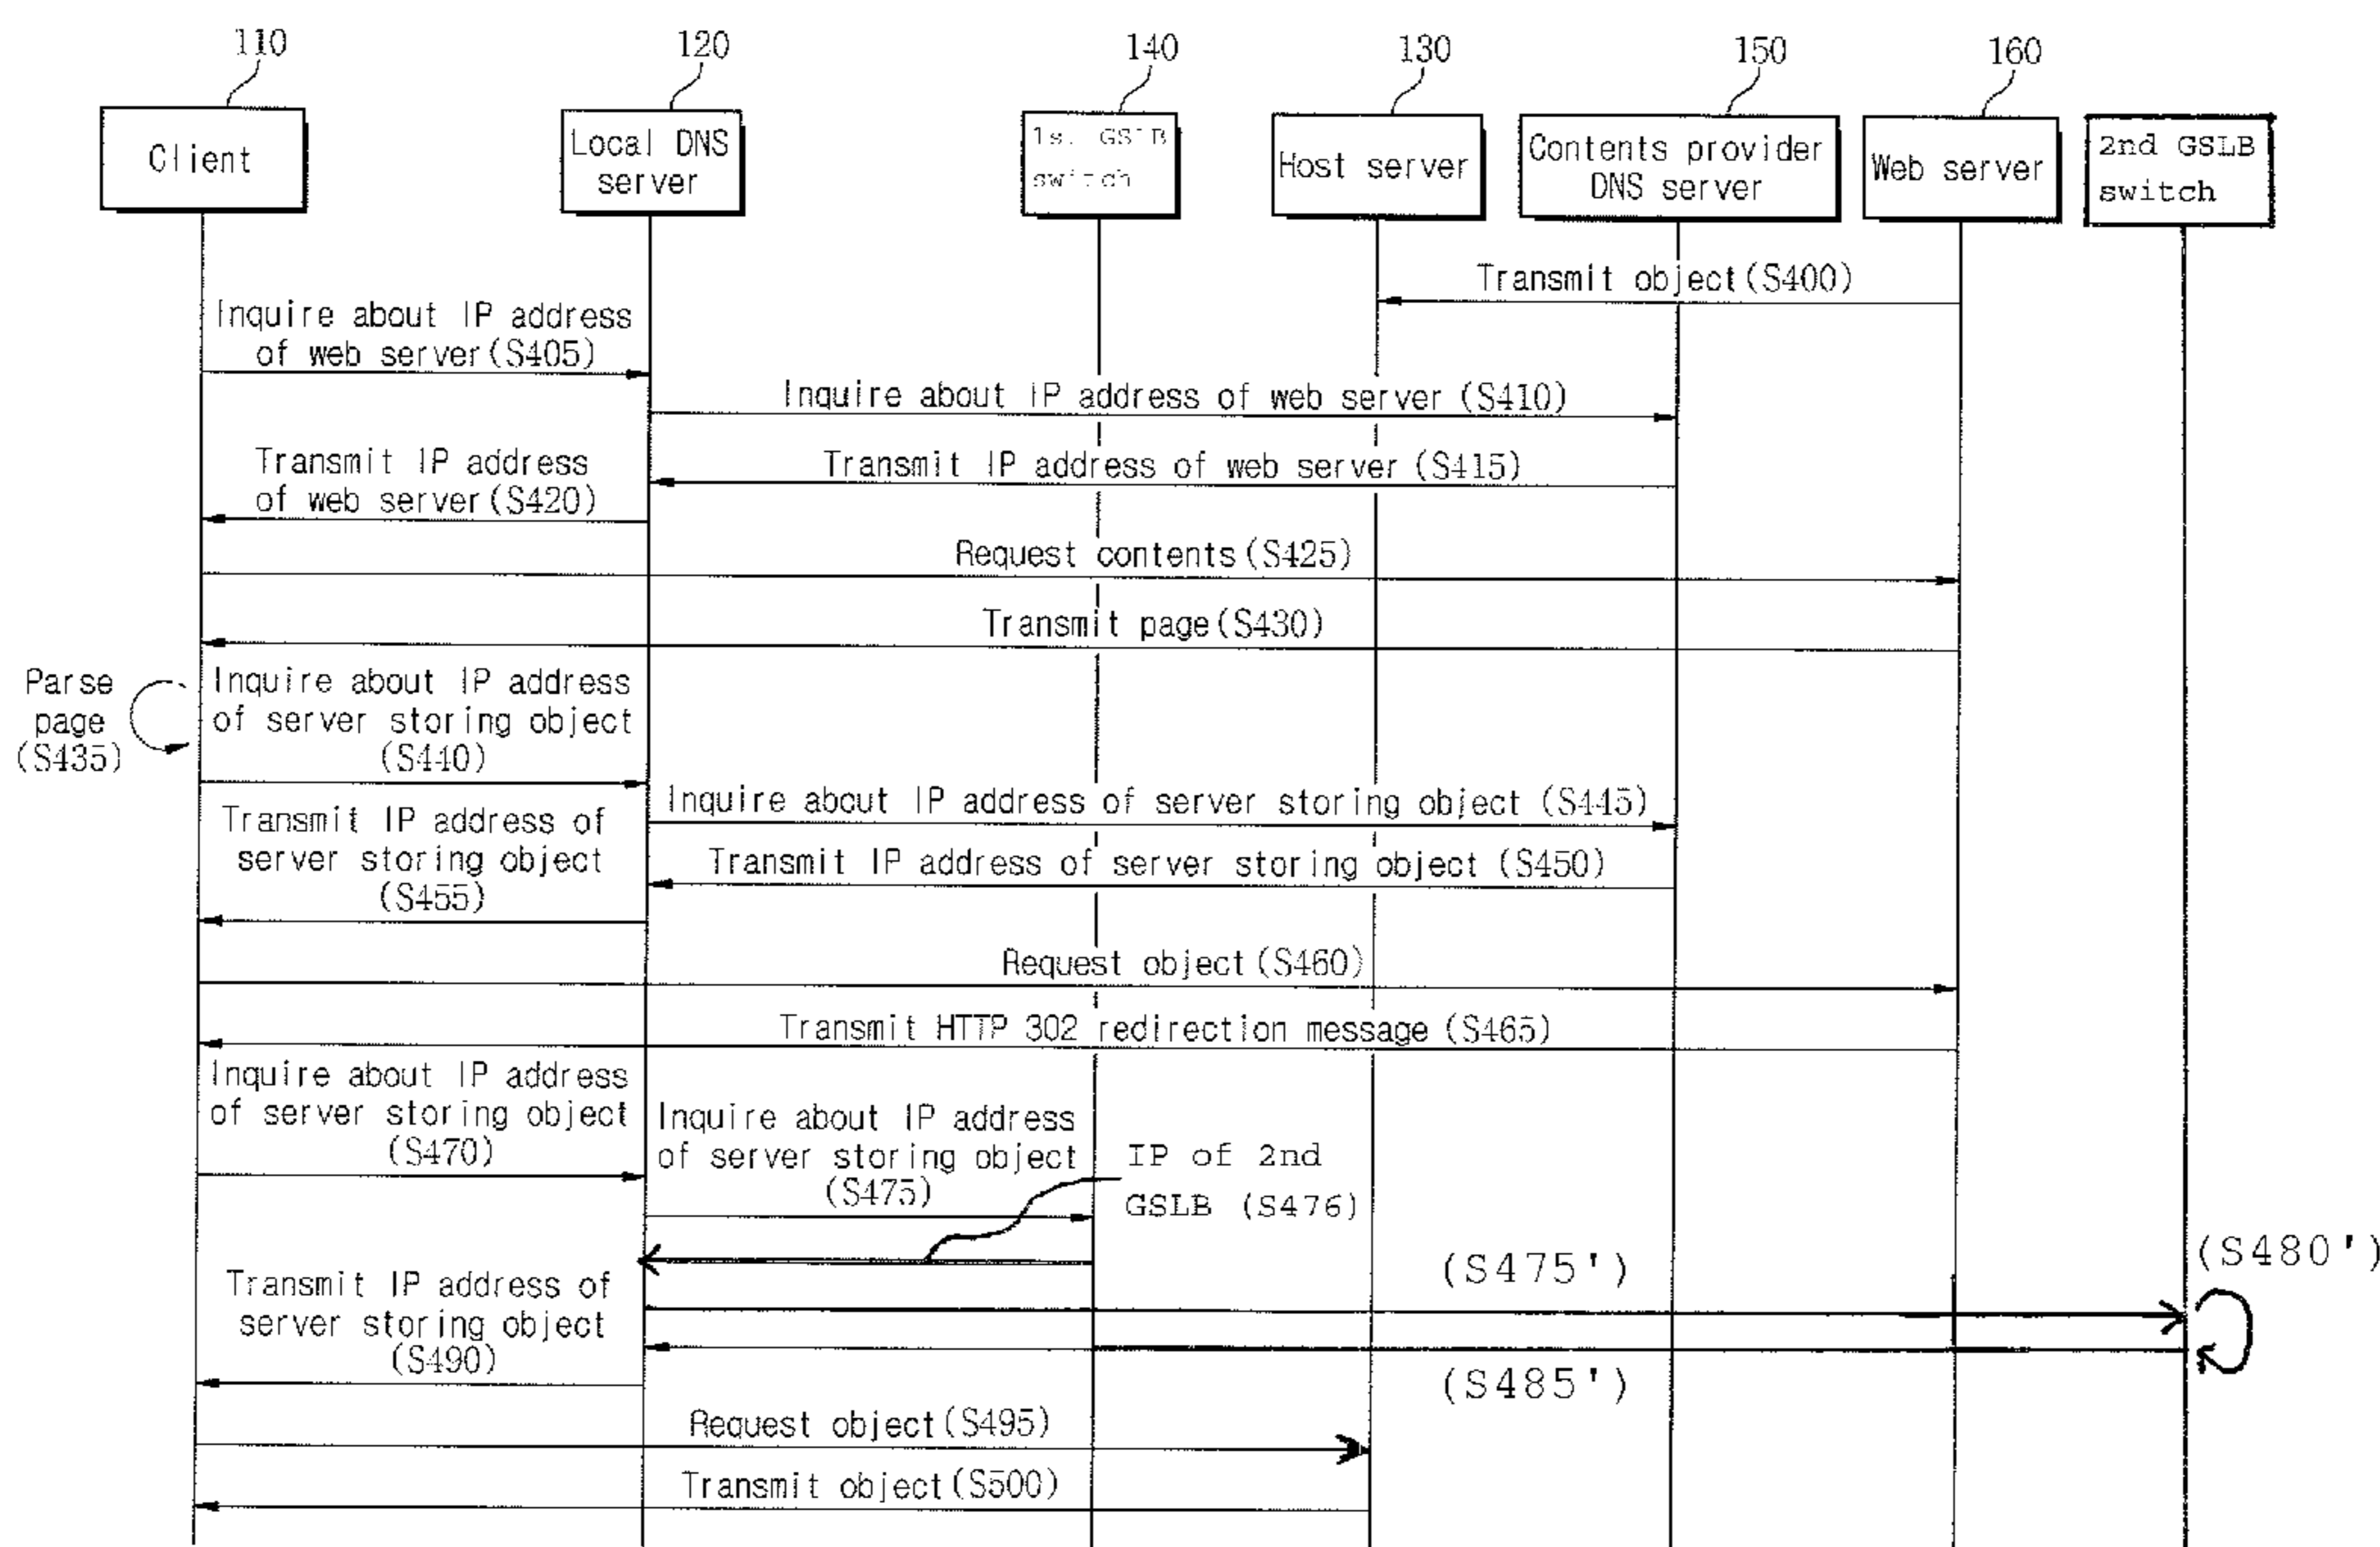 110
120
140
130
150
160
Client
Local DNS
server
1st GSLB
switch
Host server
Contents provider
DNS server
Web server
2nd GSLB
switch
Transmit object(S400)
Inquire about IP address
of web server(S405)
Inquire about IP address of web server (S410)
Transmit IP address of web server (S415)
Transmit IP address
of web server(S420)
Request contents(S425)
Transmit page(S430)
Parse
page
(S435)
Inquire about IP address
of server storing object
(S440)
Inquire about IP address of server storing object (S445)
Transmit IP address of server storing object (S450)
Transmit IP address of
server storing object
(S455)
Request object(S460)
Transmit HTTP 302 redirection message (S465)
Inquire about IP address
of server storing object
(S470)
Inquire about IP address
of server storing object
(S475)
IP of 2nd
GSLB (S476)
(S475')
(S480')
(S485')
Transmit IP address of
server storing object
(S490)
Request object(S495)
Transmit object(S500)